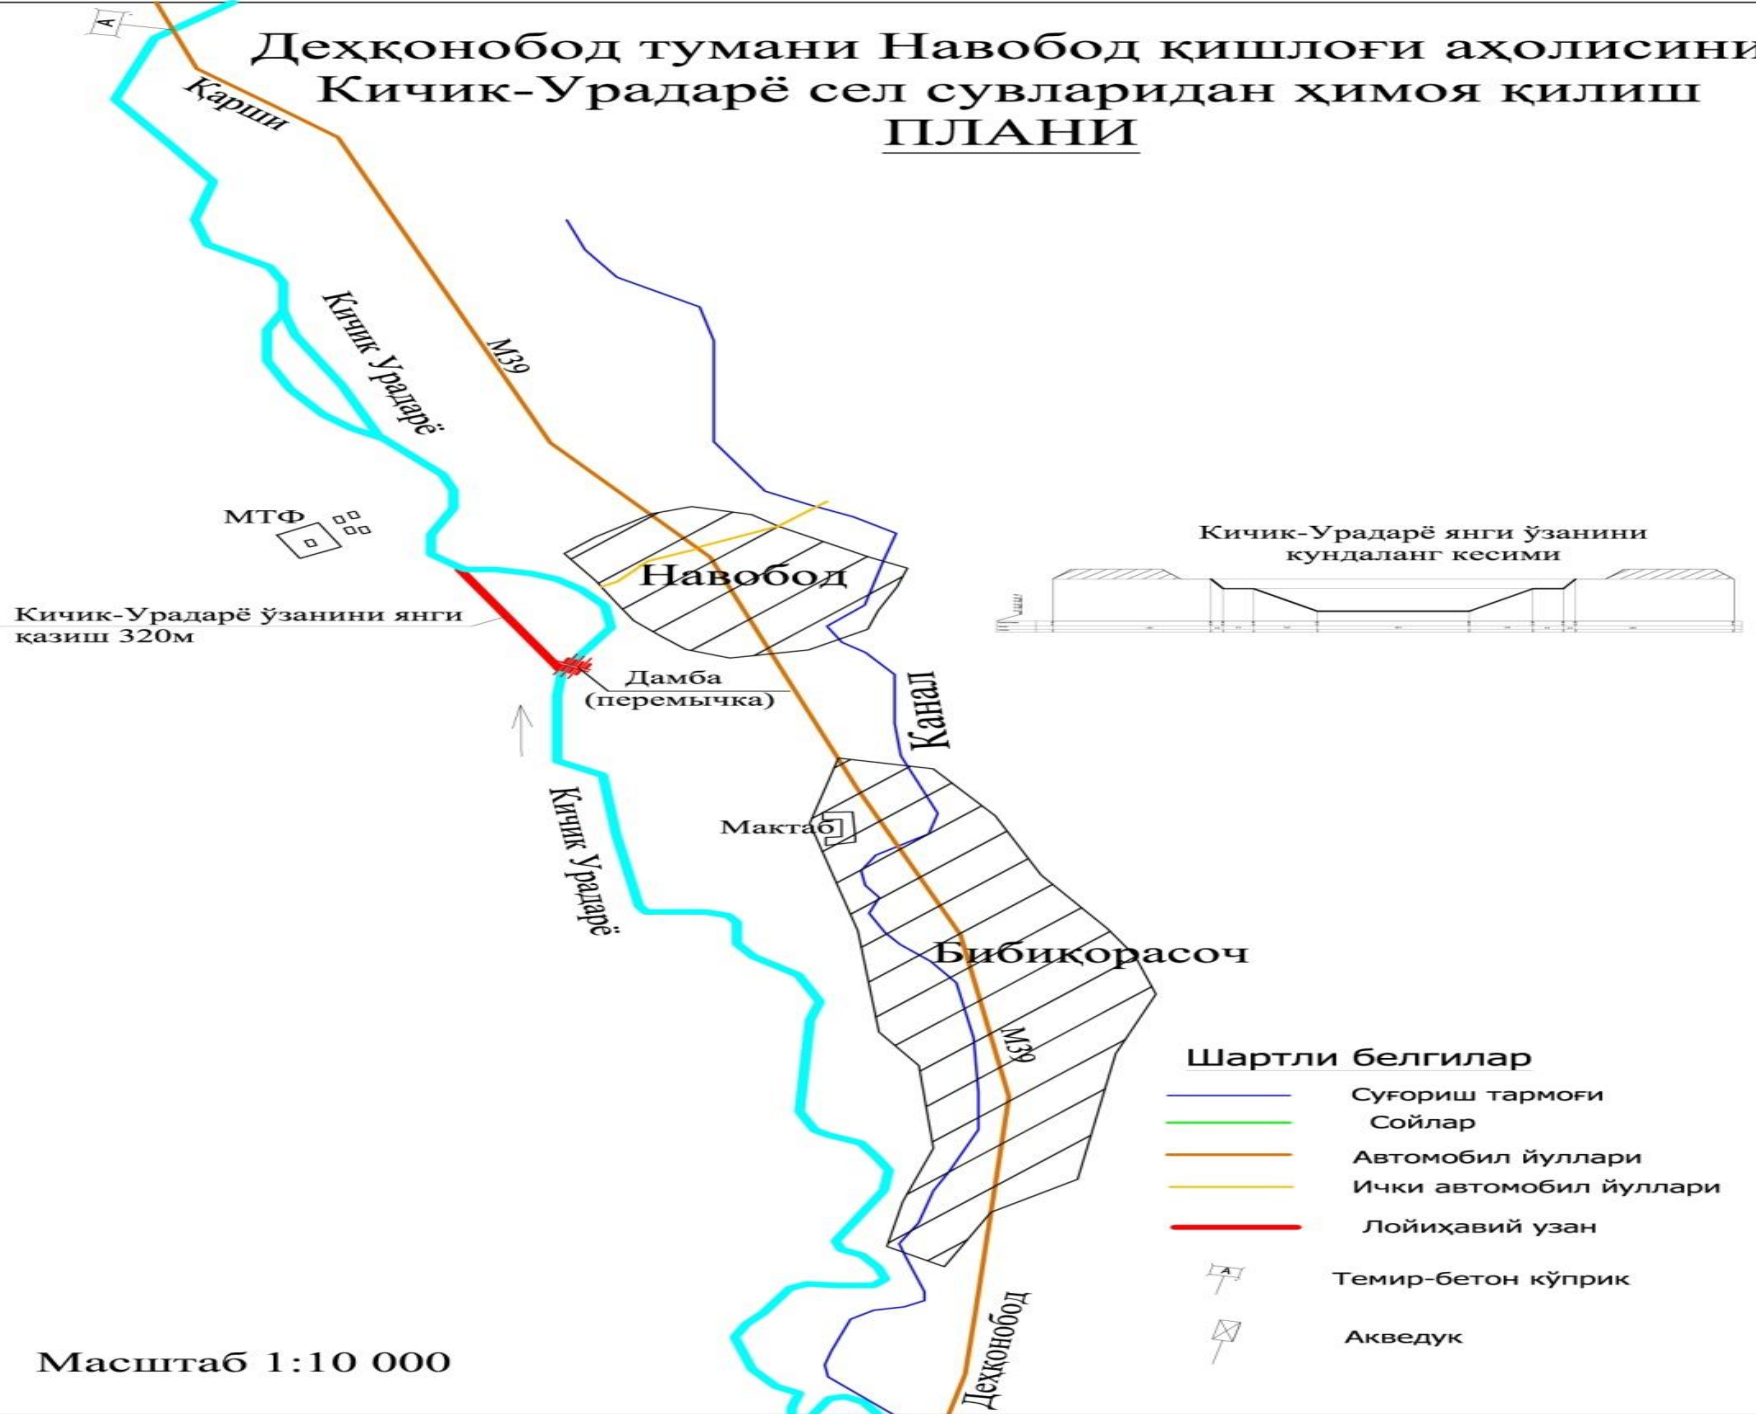 Деҳқонобод тумани Навобод қишлоғи аҳолисини
Кичик-Урадарё сел сувларидан ҳимоя қилиш
ПЛАНИ
А
Қарши
Кичик Урадарё
М39
МТФ
Навобод
Кичик-Урадарё янги ўзанини
кундаланг кесими
Кичик-Урадарё ўзанини янги
қазиш 320м
Дамба
(перемычка)
Канал
Кичик Урадарё
Мактаб
Бибиқорасоч
М39
Деҳқонобод
Шартли белгилар
Суғориш тармоғи
Сойлар
Автомобил йуллари
Ички автомобил йуллари
Лойиҳавий узан
А
Темир-бетон кўприк
Акведук
Масштаб 1:10 000